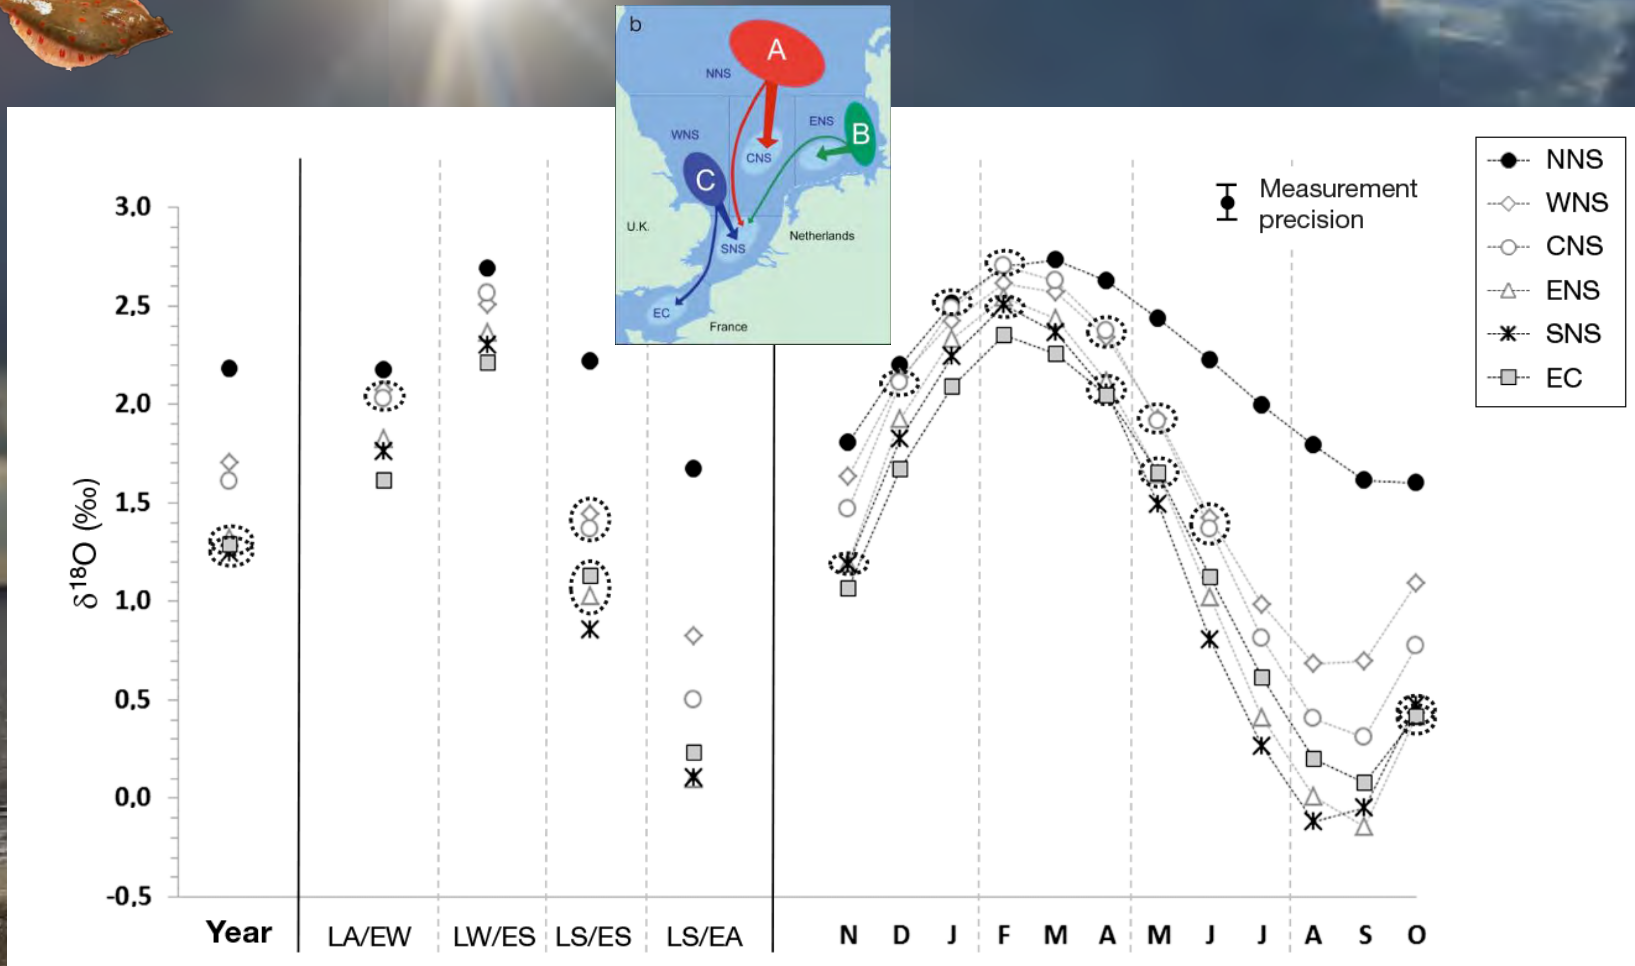 b
A
NNS
ENS
B
WNS
CNS
C
U.K.
Netherlands
SNS
EC
France
NNS
WNS
CNS
ENS
SNS
EC
Measurement
precision
δ18O (‰)
3,0
2,5
2,0
1,5
1,0
0,5
0,0
-0,5
Year LA/EW LW/ES LS/ES LS/EA N D J F M A M J J A S O